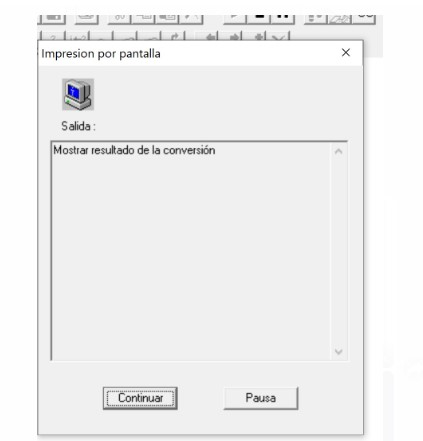 Impresion por pantalla
Salida :
Mostrar resultado de la conversión
Continuar
Pausa